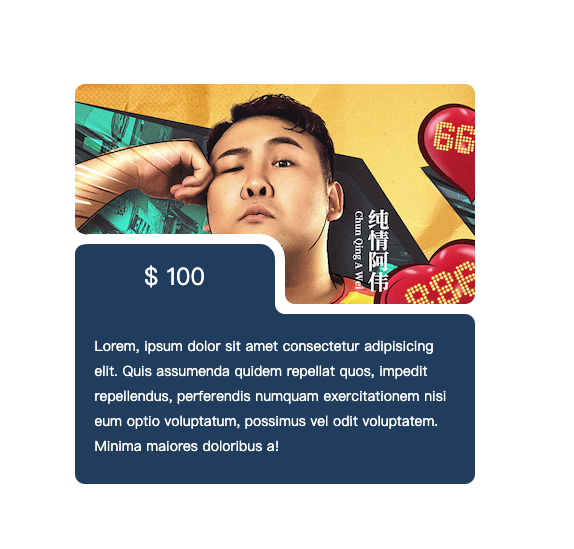 66
纯情阿伟
Chun Qing A Wei
886
$ 100
Lorem, ipsum dolor sit amet consectetur adipisicing
elit. Quis assumenda quidem repellat quos, impedit
repellendus, perferendis numquam exercitationem nisi
eum optio voluptatum, possimus vel odit voluptatem.
Minima maiores doloribus a!